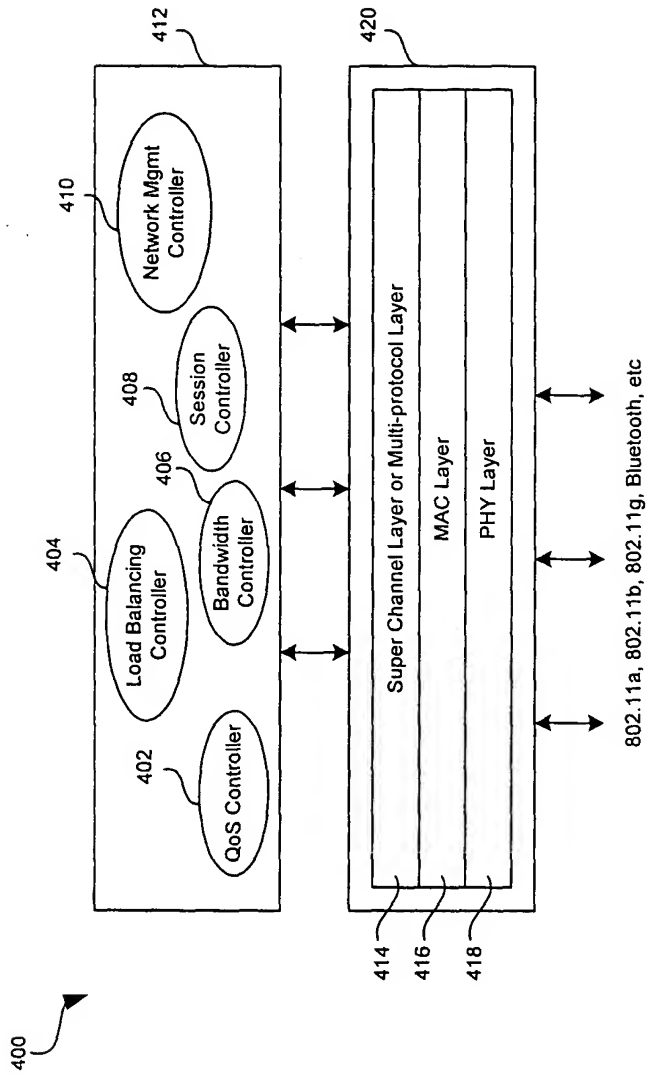 400
412
410
Network Mgmt
Controller
408
Session
Controller
406
Bandwidth
Controller
404
Load Balancing
Controller
402
QoS Controller
420
Super Channel Layer or Multi-protocol Layer
MAC Layer
PHY Layer
414
416
418
802.11a, 802.11b, 802.11g, Bluetooth, etc